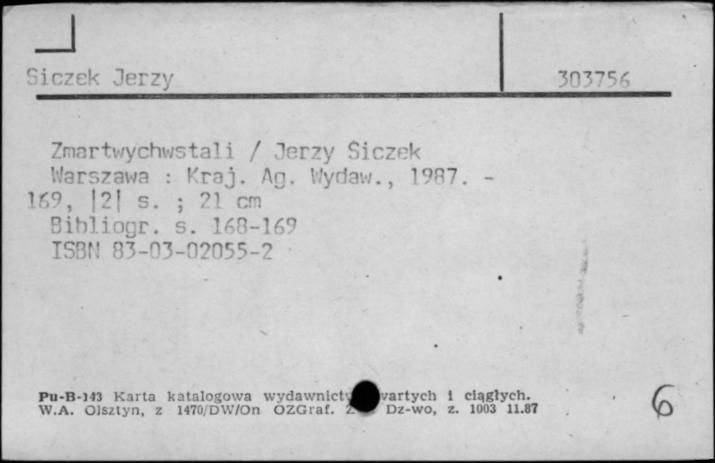 Siczek Jerzy 303756
Zmartwychwstali / Jerzy Siczek
Warszawa : Kraj. Ag. Wydaw., 1987. -
169, |2| s. ; 21 cm
Bibliogr. s. 168-169
ISBN 83-03-02055-2
Pu-B-143 Karta katalogowa wydawnictw zwartych i ciągłych.
W.A. Olsztyn, z 1470/DW/On OZGraf. Dz-wo, z. 1003 11.87
6